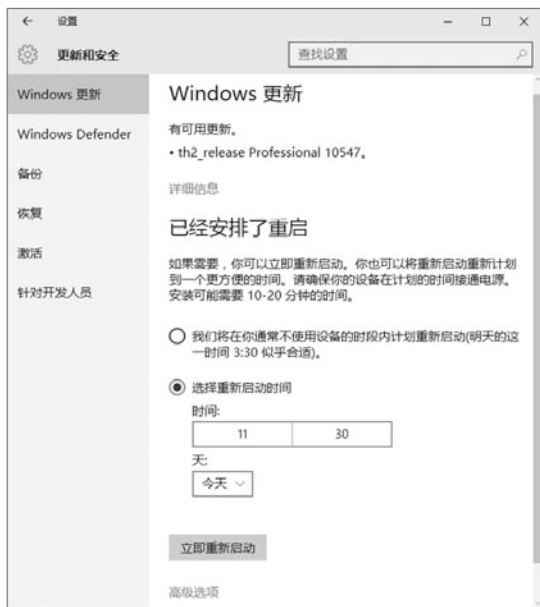 设置
更新和安全
查找设置
Windows 更新
Windows Defender
备份
恢复
激活
针对开发人员
Windows 更新
有可用更新。
• th2_release Professional 10547。
详细信息
已经安排了重启
如果需要，你可以立即重新启动。你也可以将重新启动重新计划
到一个更方便的时间。请确保你的设备在计划的时间接通电源。
安装可能需要 10-20 分钟的时间。
我们将在你通常不使用设备的时段内计划重新启动(明天的这
一时间 3:30 似乎合适)。
选择重新启动时间
时间:
11 30
天:
今天
立即重新启动
高级选项